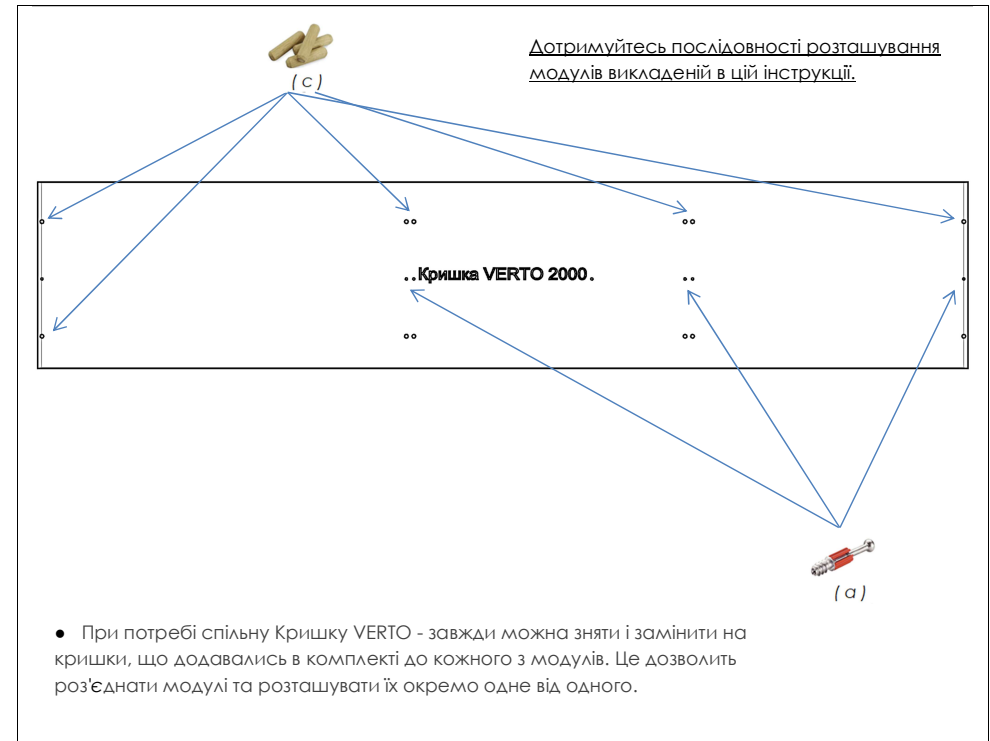 Дотримуйтесь послідовності розташування
модулів викладеній в цій інструкції.
( c )
Кришка VERTO 2000
( a )
● При потребі спільну Кришку VERTO - завжди можна зняти і замінити на
кришки, що додавались в комплекті до кожного з модулів. Це дозволить
роз'єднати модулі та розташувати їх окремо одне від одного.